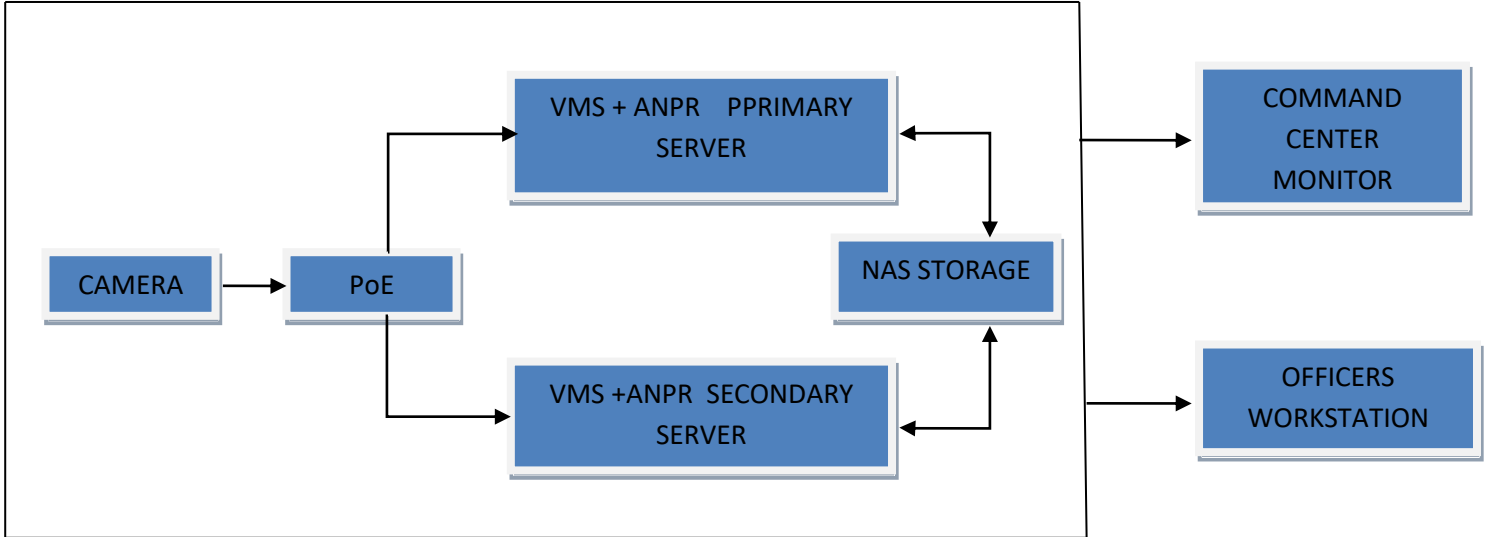 VMS + ANPR PPRIMARY
SERVER
COMMAND
CENTER
MONITOR
CAMERA
PoE
NAS STORAGE
VMS +ANPR SECONDARY
SERVER
OFFICERS
WORKSTATION